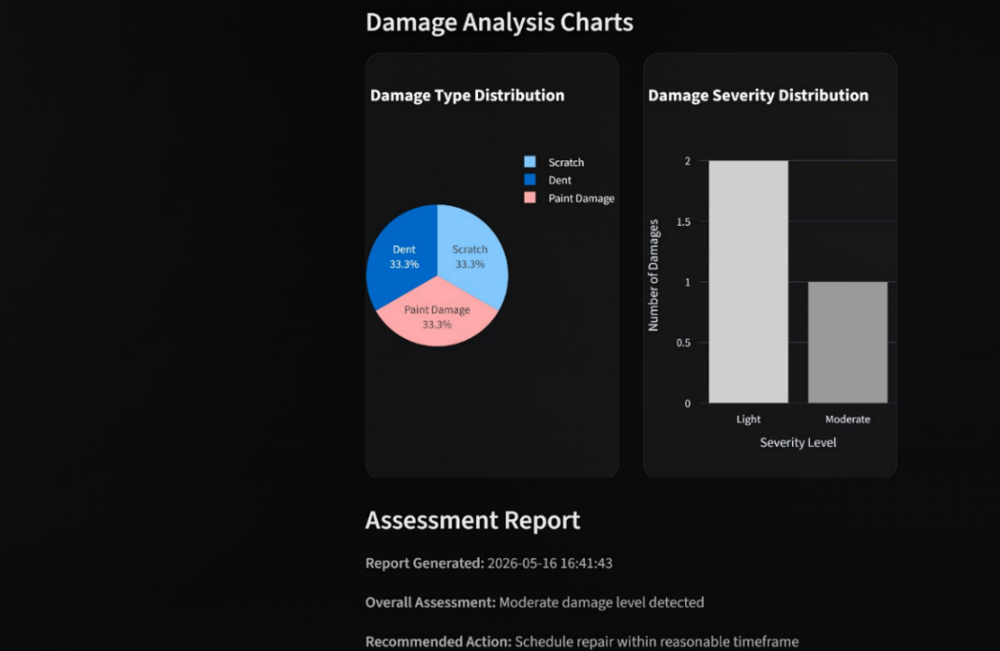 Damage Analysis Charts
Damage Type Distribution
Scratch
Dent
Paint Damage
Dent
33.3%
Scratch
33.3%
Paint Damage
33.3%
Damage Severity Distribution
Number of Damages
2
1.5
1
0.5
0
Light
Moderate
Severity Level
Assessment Report
Report Generated: 2026-05-16 16:41:43
Overall Assessment: Moderate damage level detected
Recommended Action: Schedule repair within reasonable timeframe